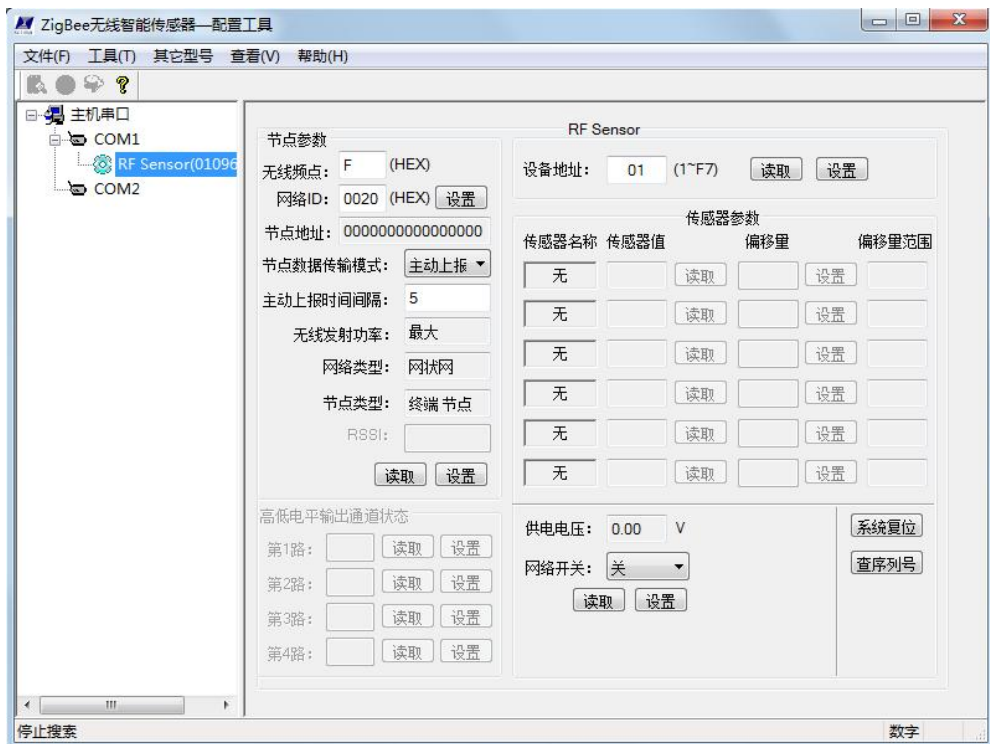 ZigBee无线智能传感器—配置工具
文件(F) 工具(T) 其它型号 查看(V) 帮助(H)
主机串口
COM1
RF Sensor(01096
COM2
节点参数
无线频点: F (HEX)
网络ID: 0020 (HEX) 设置
节点地址: 0000000000000000
节点数据传输模式: 主动上报
主动上报时间间隔: 5
无线发射功率: 最大
网络类型: 网状网
节点类型: 终端节点
RSSI:
读取 设置
高低电平输出通道状态
第1路: 读取 设置
第2路: 读取 设置
第3路: 读取 设置
第4路: 读取 设置
RF Sensor
设备地址: 01 (1~F7) 读取 设置
传感器参数
传感器名称 传感器值 偏移量 偏移量范围
无 读取 设置
无 读取 设置
无 读取 设置
无 读取 设置
无 读取 设置
无 读取 设置
供电电压: 0.00 V
网络开关: 关
读取 设置
系统复位
查序列号
停止搜索 数字